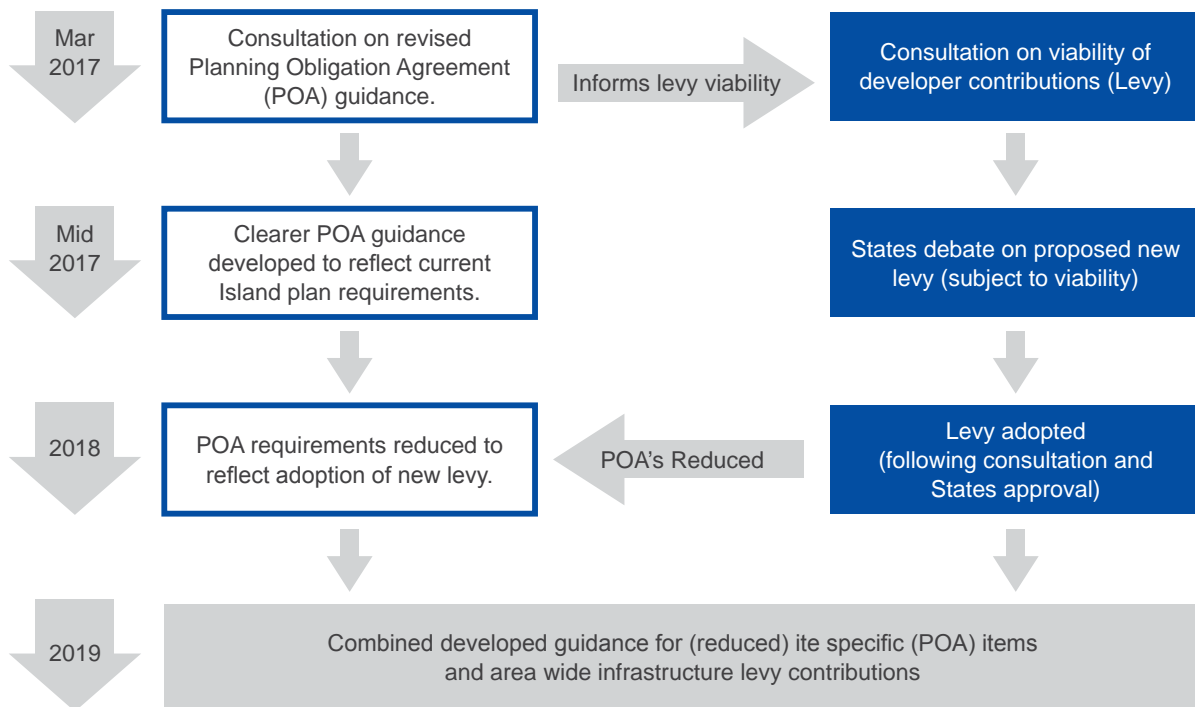 Mar
2017
Consultation on revised
Planning Obligation Agreement
(POA) guidance.
Informs levy viability
Consultation on viability of
developer contributions (Levy)
Mid
2017
Clearer POA guidance
developed to reflect current
Island plan requirements.
States debate on proposed new
levy (subject to viability)
2018
POA requirements reduced to
reflect adoption of new levy.
POA's Reduced
Levy adopted
(following consultation and
States approval)
2019
Combined developed guidance for (reduced) ite specific (POA) items
and area wide infrastructure levy contributions